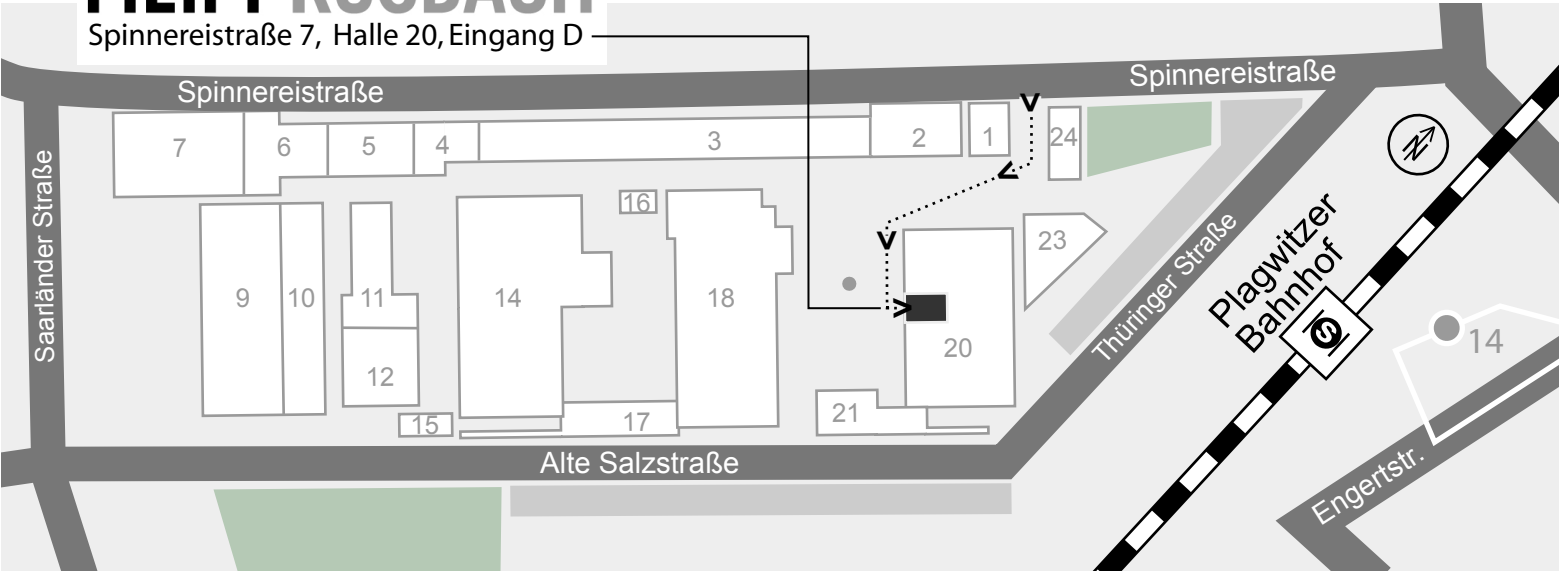 Spinnereistraße 7, Halle 20, Eingang D
Spinnereistraße
Spinnereistraße
7
6
5
4
3
2
1
24
Saarländer Straße
16
9
10
11
12
14
18
23
20
15
17
21
Thüringer Straße
Plagwitzer
Bahnhof
N
S
14
Alte Salzstraße
Engertstr.